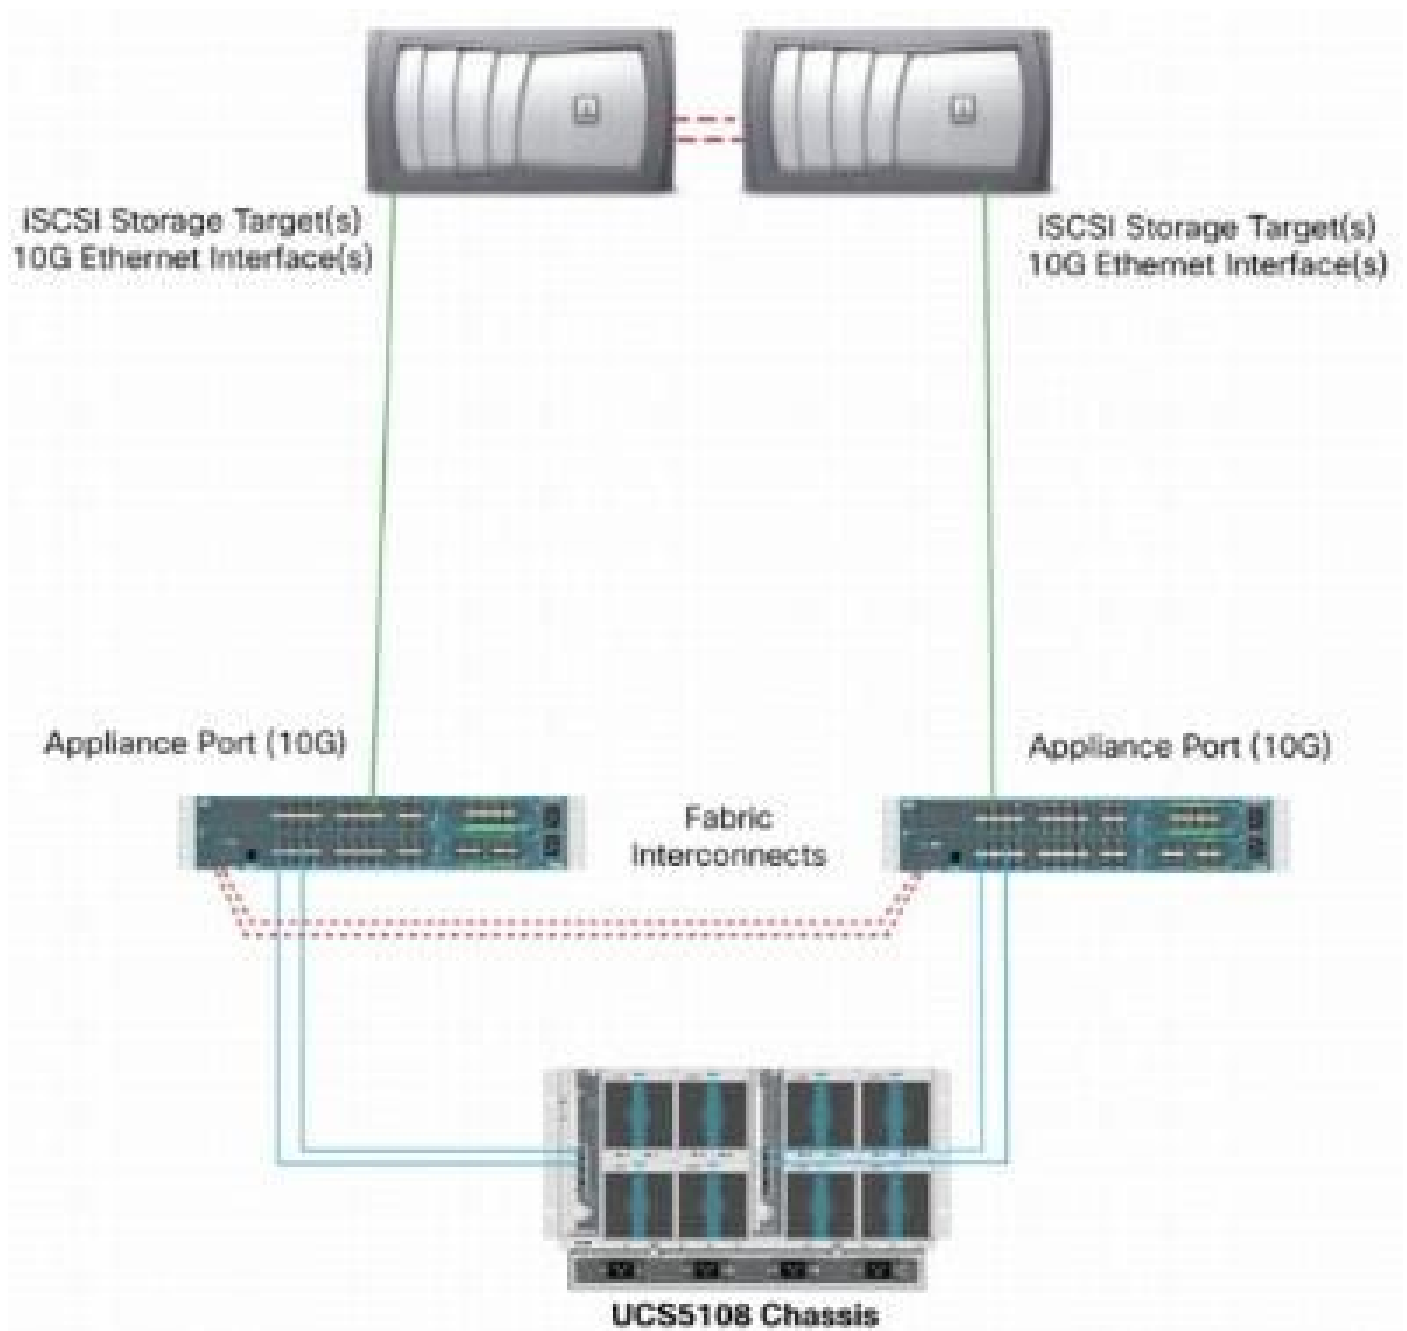 iSCSI Storage Target(s)
10G Ethernet Interface(s)
iSCSI Storage Target(s)
10G Ethernet Interface(s)
Appliance Port (10G)
Appliance Port (10G)
Fabric
Interconnects
UCS5108 Chassis